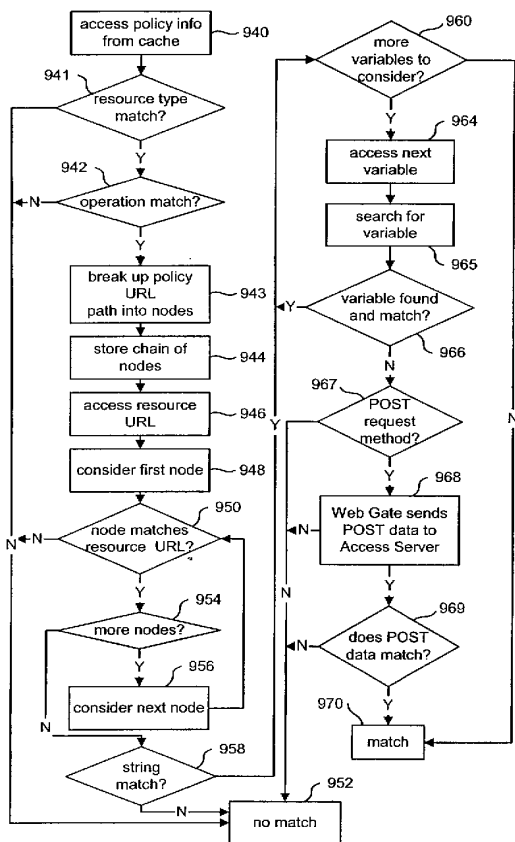 access policy info
from cache
940
941
resource type
match?
Y
942
N
operation match?
Y
break up policy
URL
path into nodes
943
store chain of
nodes
944
access resource
URL
946
consider first node
948
950
N
N
node matches
resource URL?
Y
954
more nodes?
Y
956
consider next node
N
958
string
match?
N
952
no match
960
more
variables to
consider?
Y
964
access next
variable
search for
variable
965
Y
variable found
and match?
966
N
967
POST
request
method?
Y
Y
N
968
Web Gate sends
POST data to
Access Server
N
Y
N
969
does POST
data match?
N
Y
970
match